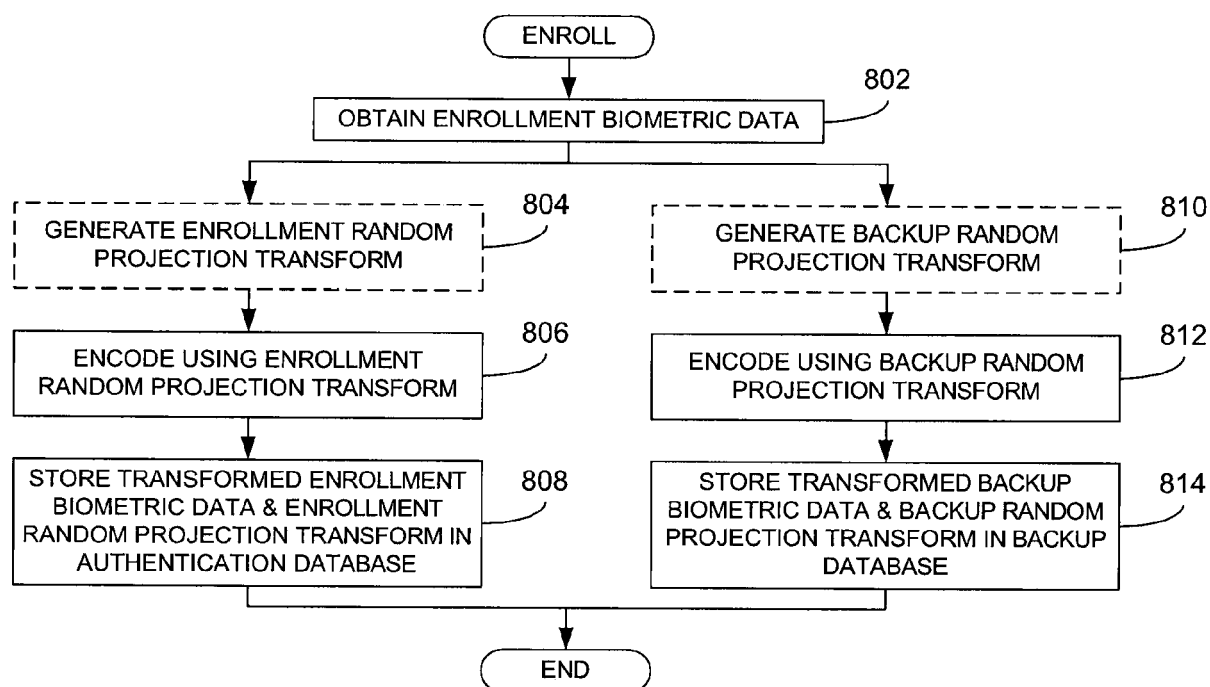 ENROLL
802
OBTAIN ENROLLMENT BIOMETRIC DATA
804
GENERATE ENROLLMENT RANDOM
PROJECTION TRANSFORM
806
ENCODE USING ENROLLMENT
RANDOM PROJECTION TRANSFORM
808
STORE TRANSFORMED ENROLLMENT
BIOMETRIC DATA & ENROLLMENT
RANDOM PROJECTION TRANSFORM IN
AUTHENTICATION DATABASE
810
GENERATE BACKUP RANDOM
PROJECTION TRANSFORM
812
ENCODE USING BACKUP RANDOM
PROJECTION TRANSFORM
814
STORE TRANSFORMED BACKUP
BIOMETRIC DATA & BACKUP RANDOM
PROJECTION TRANSFORM IN BACKUP
DATABASE
END